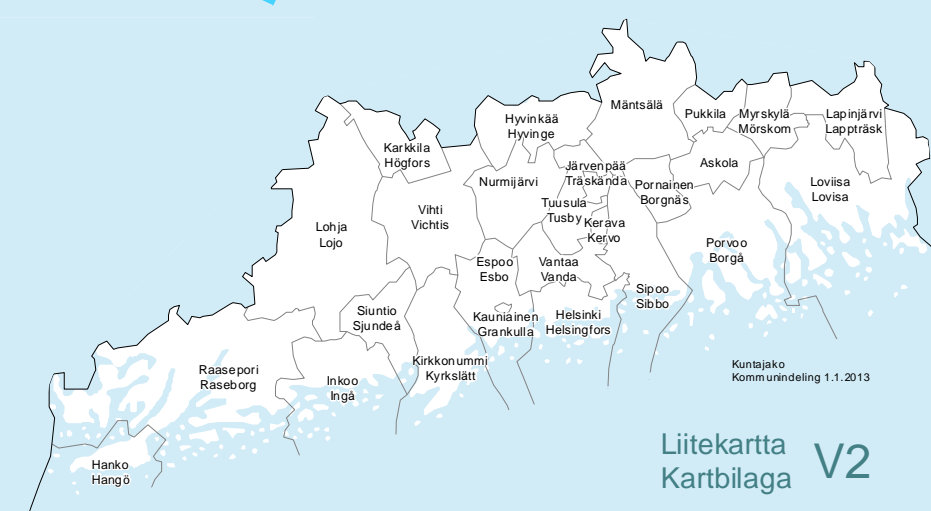 Mäntsälä
Pukkila
Myrskylä
Mörskom
Lapinjärvi
Lappträsk
Hyvinkää
Hyvinge
Karkkila
Högfors
Askola
Järvenpää
Träskända
Nurmijärvi
Pornainen
Borgnäs
Loviisa
Lovisa
Vihti
Vichtis
Tuusula
Tusby
Kerava
Kervo
Lohja
Lojo
Porvoo
Borgå
Espoo
Esbo
Vantaa
Vanda
Sipoo
Sibbo
Siuntio
Sjundeå
Kauniainen
Grankulla
Helsinki
Helsingfors
Kirkkonummi
Kyrkslätt
Raasepori
Raseborg
Inkoo
Ingå
Kuntajako
Kommunindeling 1.1.2013
Hanko
Hangö
Liitekartta
Kartbilaga
V2